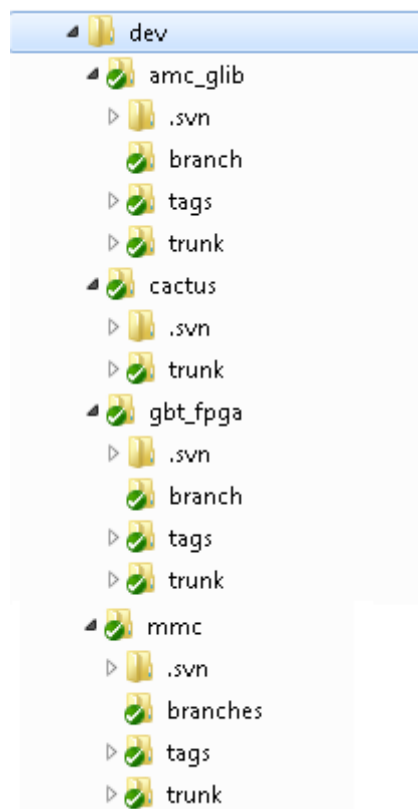 dev
amc_glib
.svn
branch
tags
trunk
cactus
.svn
trunk
gbt_fpga
.svn
branch
tags
trunk
mmc
.svn
branches
tags
trunk